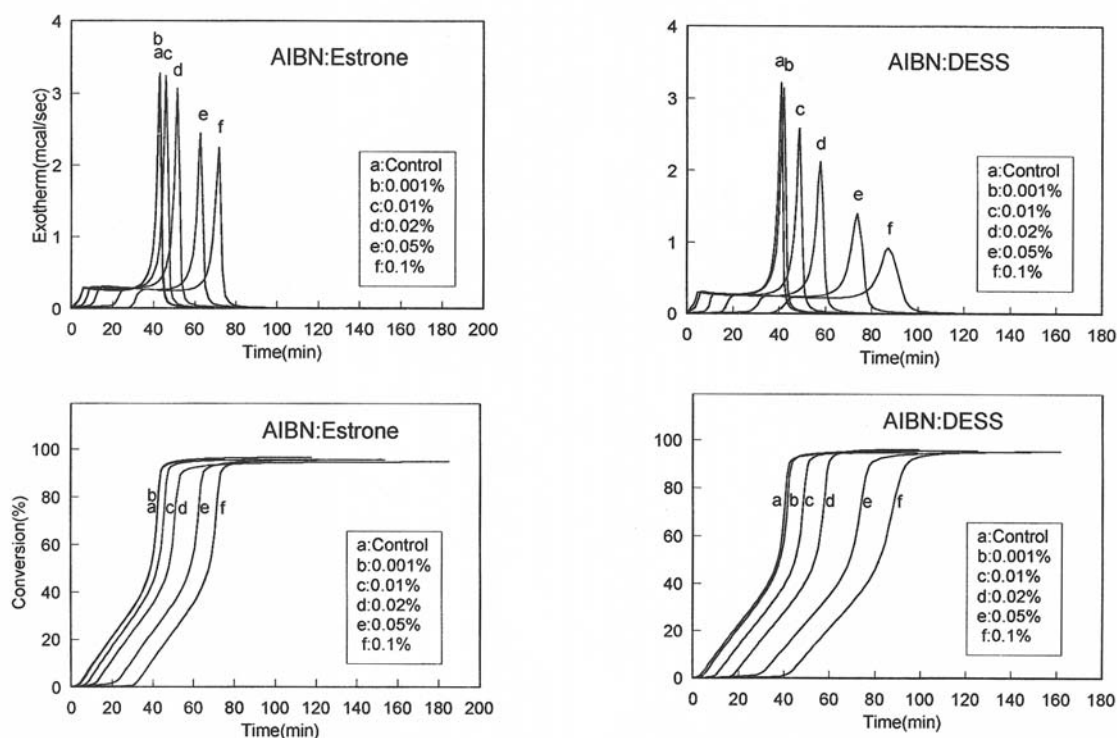 AIBN:Estrone
Exotherm(mcal/sec)
4
3
2
1
0
b
a c
d
e
f
a:Control
b:0.001%
c:0.01%
d:0.02%
e:0.05%
f:0.1%
0 20 40 60 80 100 120 140 160 180 200
Time(min)
AIBN:DESS
4
3
2
1
0
a b
c
d
e
f
a:Control
b:0.001%
c:0.01%
d:0.02%
e:0.05%
f:0.1%
0 20 40 60 80 100 120 140 160 180
Time(min)
AIBN:Estrone
Conversion(%)
100
80
60
40
20
0
b
a c d e f
a:Control
b:0.001%
c:0.01%
d:0.02%
e:0.05%
f:0.1%
0 20 40 60 80 100 120 140 160 180 200
Time(min)
AIBN:DESS
100
80
60
40
20
0
a b c d e f
a:Control
b:0.001%
c:0.01%
d:0.02%
e:0.05%
f:0.1%
0 20 40 60 80 100 120 140 160 180
Time(min)